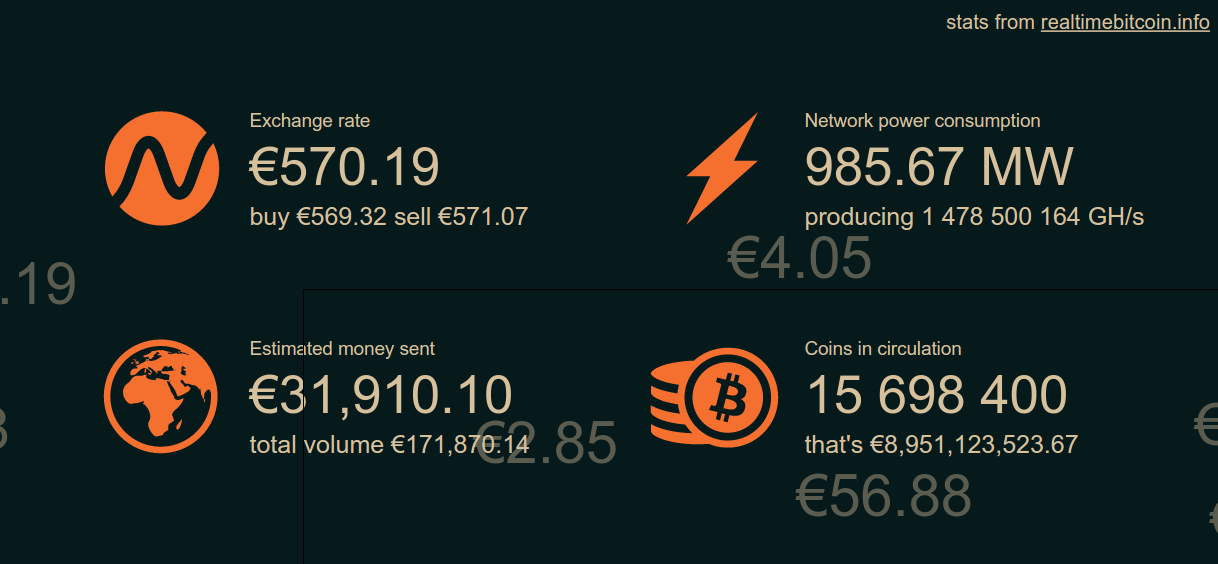 stats from realtimebitcoin.info
Exchange rate
€570.19
buy €569.32 sell €571.07
Network power consumption
985.67 MW
producing 1 478 500 164 GH/s
€4.05
.19
Estimated money sent
€31,910.10
total volume €171,870.14
Coins in circulation
15 698 400
that's €8,951,123,523.67
€2.85
€56.88
€